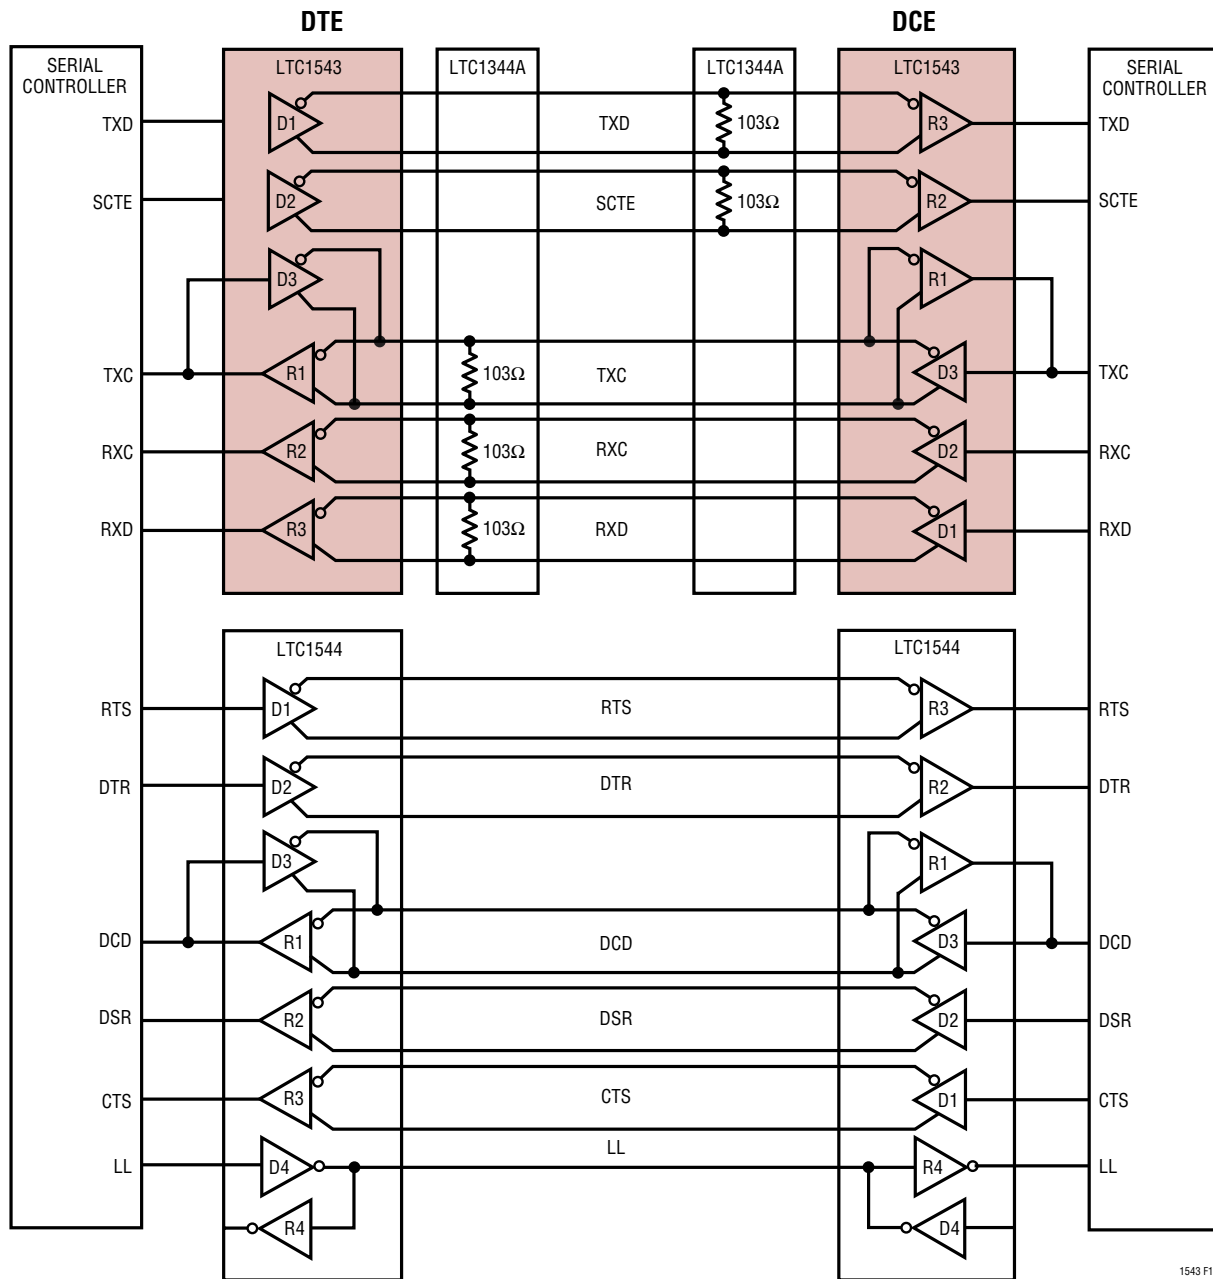 DTE
DCE
SERIAL
CONTROLLER
LTC1543
LTC1344A
LTC1344A
LTC1543
SERIAL
CONTROLLER
TXD
D1
TXD
103Ω
R3
TXD
SCTE
D2
SCTE
103Ω
R2
SCTE
D3
R1
TXC
R1
103Ω
TXC
D3
TXC
RXC
R2
103Ω
RXC
D2
RXC
RXD
R3
103Ω
RXD
D1
RXD
LTC1544
LTC1544
RTS
D1
RTS
R3
RTS
DTR
D2
DTR
R2
DTR
D3
R1
DCD
R1
DCD
D3
DCD
DSR
R2
DSR
D2
DSR
CTS
R3
CTS
D1
CTS
LL
D4
LL
R4
LL
R4
D4
1543 F1